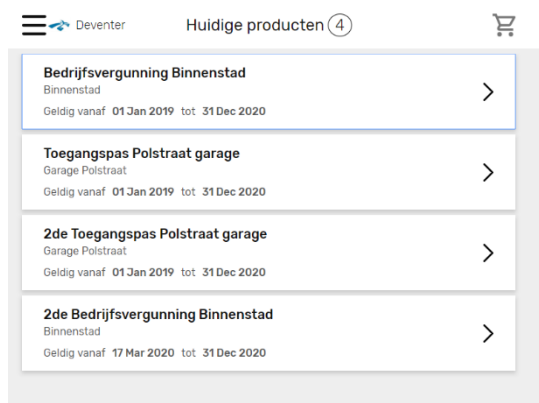 Deventer Huidige producten 4
Bedrijfsvergunning Binnenstad
Binnenstad
Geldig vanaf 01 Jan 2019 tot 31 Dec 2020
Toegangspas Polstraat garage
Garage Polstraat
Geldig vanaf 01 Jan 2019 tot 31 Dec 2020
2de Toegangspas Polstraat garage
Garage Polstraat
Geldig vanaf 01 Jan 2019 tot 31 Dec 2020
2de Bedrijfsvergunning Binnenstad
Binnenstad
Geldig vanaf 17 Mar 2020 tot 31 Dec 2020